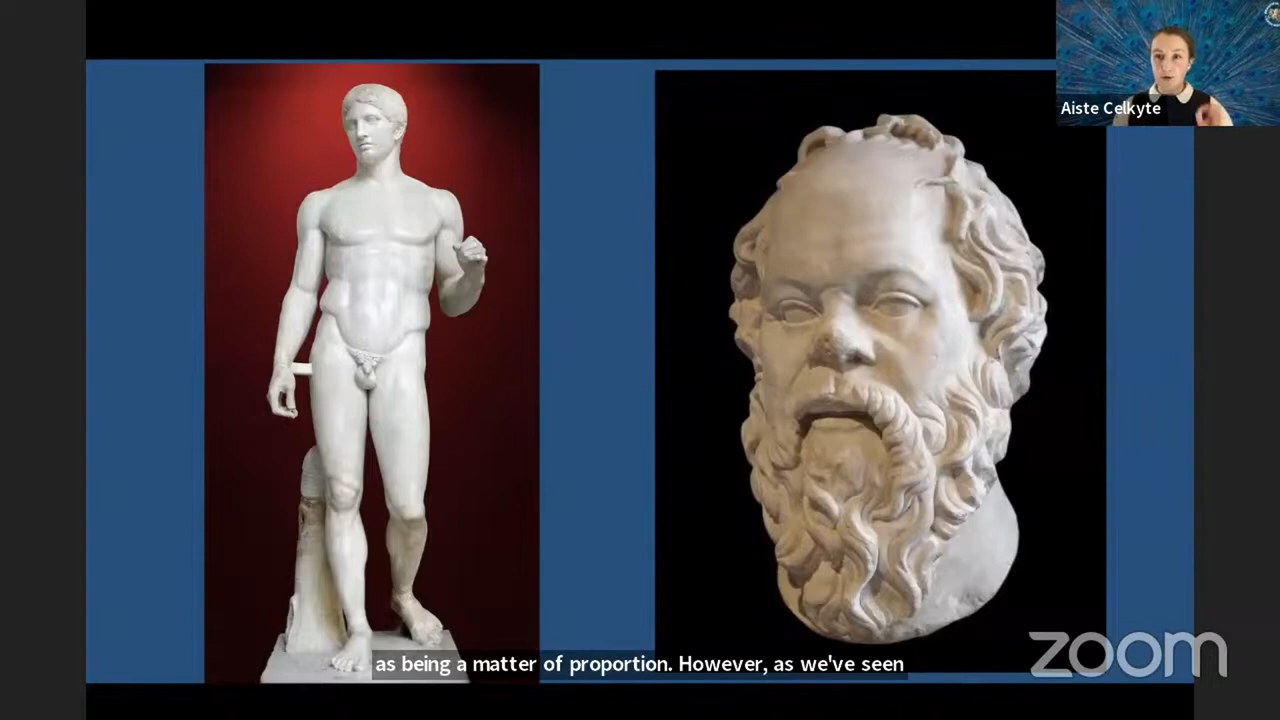 Aiste Celkyte
as being a matter of proportion. However, as we've seen
zoom